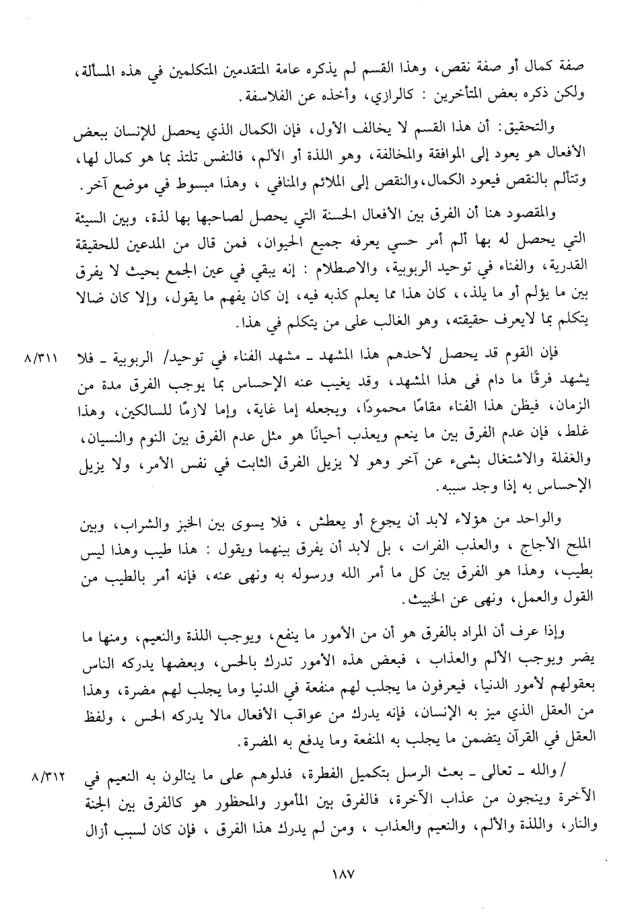 صفة كمال أو صفة نقص، وهذا القسم لم يذكره عامة المتقدمين المتكلمين في هذه المسألة،
ولكن ذكره بعض المتأخرين : كالرازي، وأخذه عن الفلاسفة.
والتحقيق: أن هذا القسم لا يخالف الأول، فإن الكمال الذي يحصل للإنسان ببعض
الأفعال هو يعود إلى الموافقة والمخالفة، وهو اللذة أو الألم، فالنفس تلتذ بما هو كمال لها،
وتتألم بالنقص فيعود الكمال،والنقص إلى الملائم والمنافي ، وهذا مبسوط في موضع آخر.
والمقصود هنا أن الفرق بين الأفعال الحسنة التي يحصل لصاحبها بها لذة، وبين السيئة
التي يحصل له بها ألم أمر حسي يعرفه جميع الحيوان، فمن قال من المدعين للحقيقة
القدرية، والفناء في توحيد الربوبية، والاصطلام : إنه يبقي في عين الجمع بحيث لا يفرق
بين ما يؤلم أو ما يلذ،، كان هذا مما يعلم كذبه فيه، إن كان يفهم ما يقول، وإلا كان ضالا
يتكلم بما لايعرف حقيقته، وهو الغالب على من يتكلم في هذا.
فإن القوم قد يحصل لأحدهم هذا المشهد ـ مشهد الفناء في توحيد/ الربوبية ـ فلا ٨/٣١١
يشهد فرقًا ما دام فى هذا المشهد، وقد يغيب عنه الإحساس بما يوجب الفرق مدة من
الزمان، فيظن هذا الفناء مقامًا محمودًا، ويجعله إما غاية، وإما لازمًا للسالكين، وهذا
غلط، فإن عدم الفرق بين ما ينعم ويعذب أحيانًا هو مثل عدم الفرق بين النوم والنسيان،
والغفلة والاشتغال بشىء عن آخر وهو لا يزيل الفرق الثابت في نفس الأمر، ولا يزيل
الإحساس به إذا وجد سببه.
والواحد من هؤلاء لابد أن يجوع أو يعطش ، فلا يسوى بين الخبز والشراب، وبين
الملح الأجاج ، والعذب الفرات ، بل لابد أن يفرق بينهما ويقول : هذا طيب وهذا ليس
بطيب، وهذا هو الفرق بين كل ما أمر الله ورسوله به ونهى عنه، فإنه أمر بالطيب من
القول والعمل، ونهى عن الخبيث.
وإذا عرف أن المراد بالفرق هو أن من الأمور ما ينفع، ويوجب اللذة والنعيم، ومنها ما
يضر ويوجب الألم والعذاب ، فبعض هذه الأمور تدرك بالحس، وبعضها يدركه الناس
بعقولهم لأمور الدنيا، فيعرفون ما يجلب لهم منفعة في الدنيا وما يجلب لهم مضرة، وهذا
من العقل الذي ميز به الإنسان، فإنه يدرك من عواقب الأفعال مالا يدركه الحس ، ولفظ
العقل في القرآن يتضمن ما يجلب به المنفعة وما يدفع به المضرة.
/ والله ـ تعالى ـ بعث الرسل بتكميل الفطرة، فدلوهم على ما ينالون به النعيم في ٨/٣١٢
الآخرة وينجون من عذاب الآخرة، فالفرق بين المأمور والمحظور هو كالفرق بين الجنة
والنار، واللذة والألم، والنعيم والعذاب ، ومن لم يدرك هذا الفرق ، فإن كان لسبب أزال
١٨٧